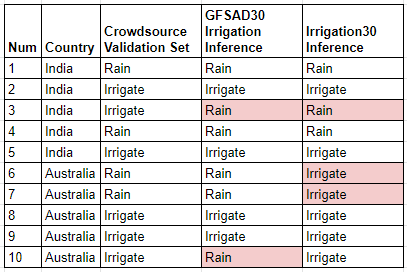 Num Country Crowdsource Validation Set GFSAD30 Irrigation Inference Irrigation30 Inference
1 India Rain Rain Rain
2 India Irrigate Irrigate Irrigate
3 India Irrigate Rain Rain
4 India Rain Rain Rain
5 India Irrigate Irrigate Irrigate
6 Australia Rain Rain Irrigate
7 Australia Rain Rain Irrigate
8 Australia Irrigate Irrigate Irrigate
9 Australia Irrigate Irrigate Irrigate
10 Australia Irrigate Rain Irrigate